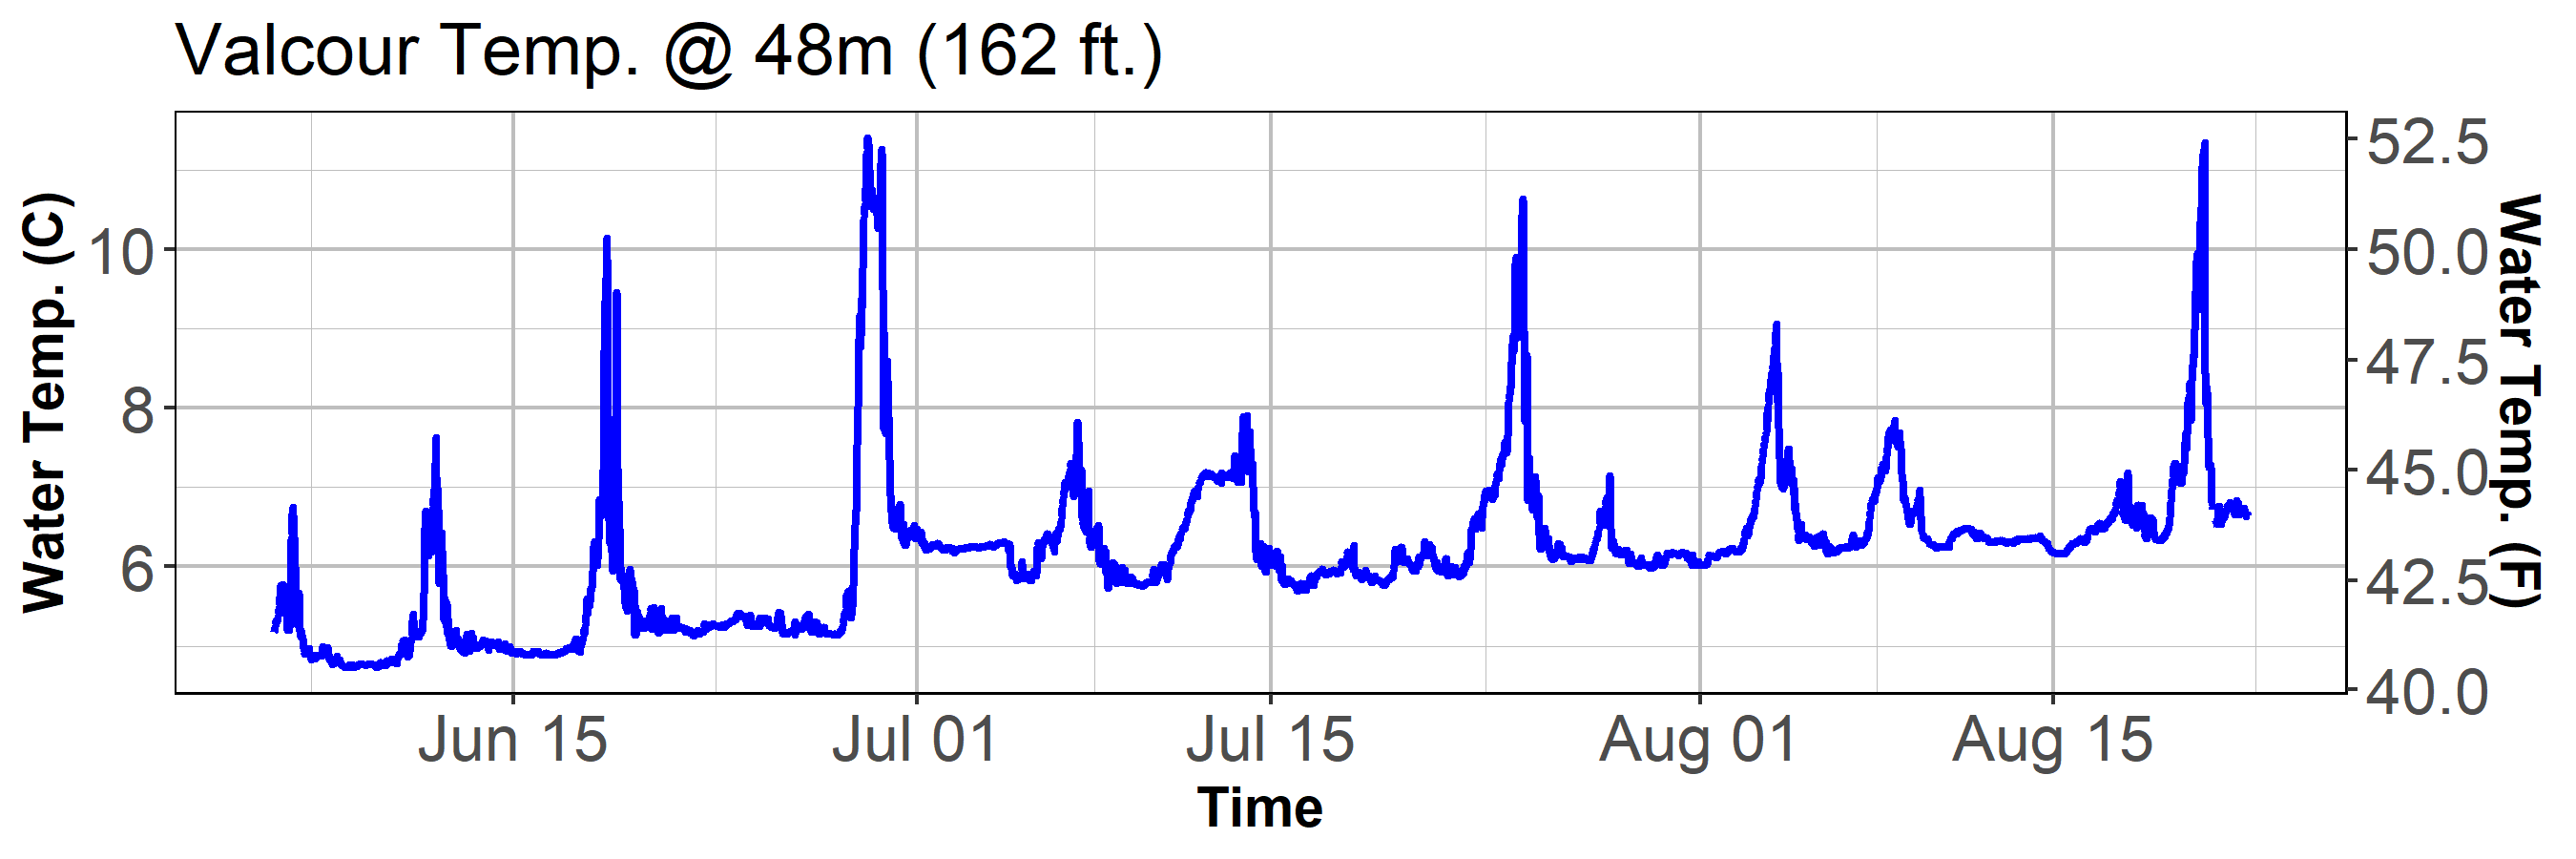 Valcour Temp. @ 48m (162 ft.)
Water Temp. (C)
10
8
6
52.5
50.0
47.5
45.0
42.5
40.0
Water Temp. (F)
Jun 15 Jul 01 Jul 15 Aug 01 Aug 15
Time